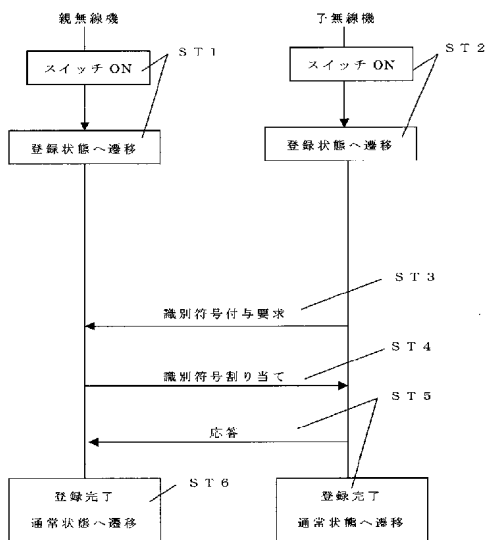 親無線機
子無線機
ST1
ST2
スイッチON
スイッチON
登録状態へ遷移
登録状態へ遷移
ST3
識別符号付与要求
ST4
識別符号割り当て
ST5
応答
ST6
登録完了
通常状態へ遷移
登録完了
通常状態へ遷移